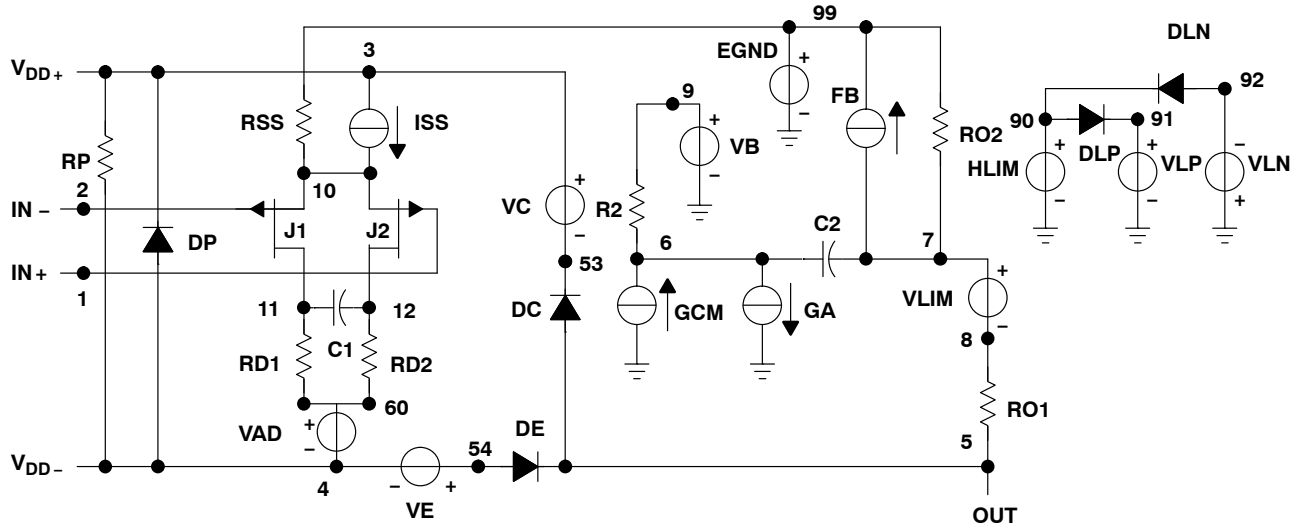 99
DLN
3
EGND
+
92
V DD+
9
FB
RSS
ISS
+
90
91
RO2
VB
RP
DLP
+
+
-
HLIM
VLP
VLN
10
-
2
+
-
-
+
IN -
VC
R2
J1
J2
C2
DP
-
6
7
IN +
53
+
1
GCM
GA
VLIM
11
12
DC
-
C1
8
RD1
RD2
60
RO1
+
VAD
DE
-
54
5
V DD-
4
-
+
VE
OUT